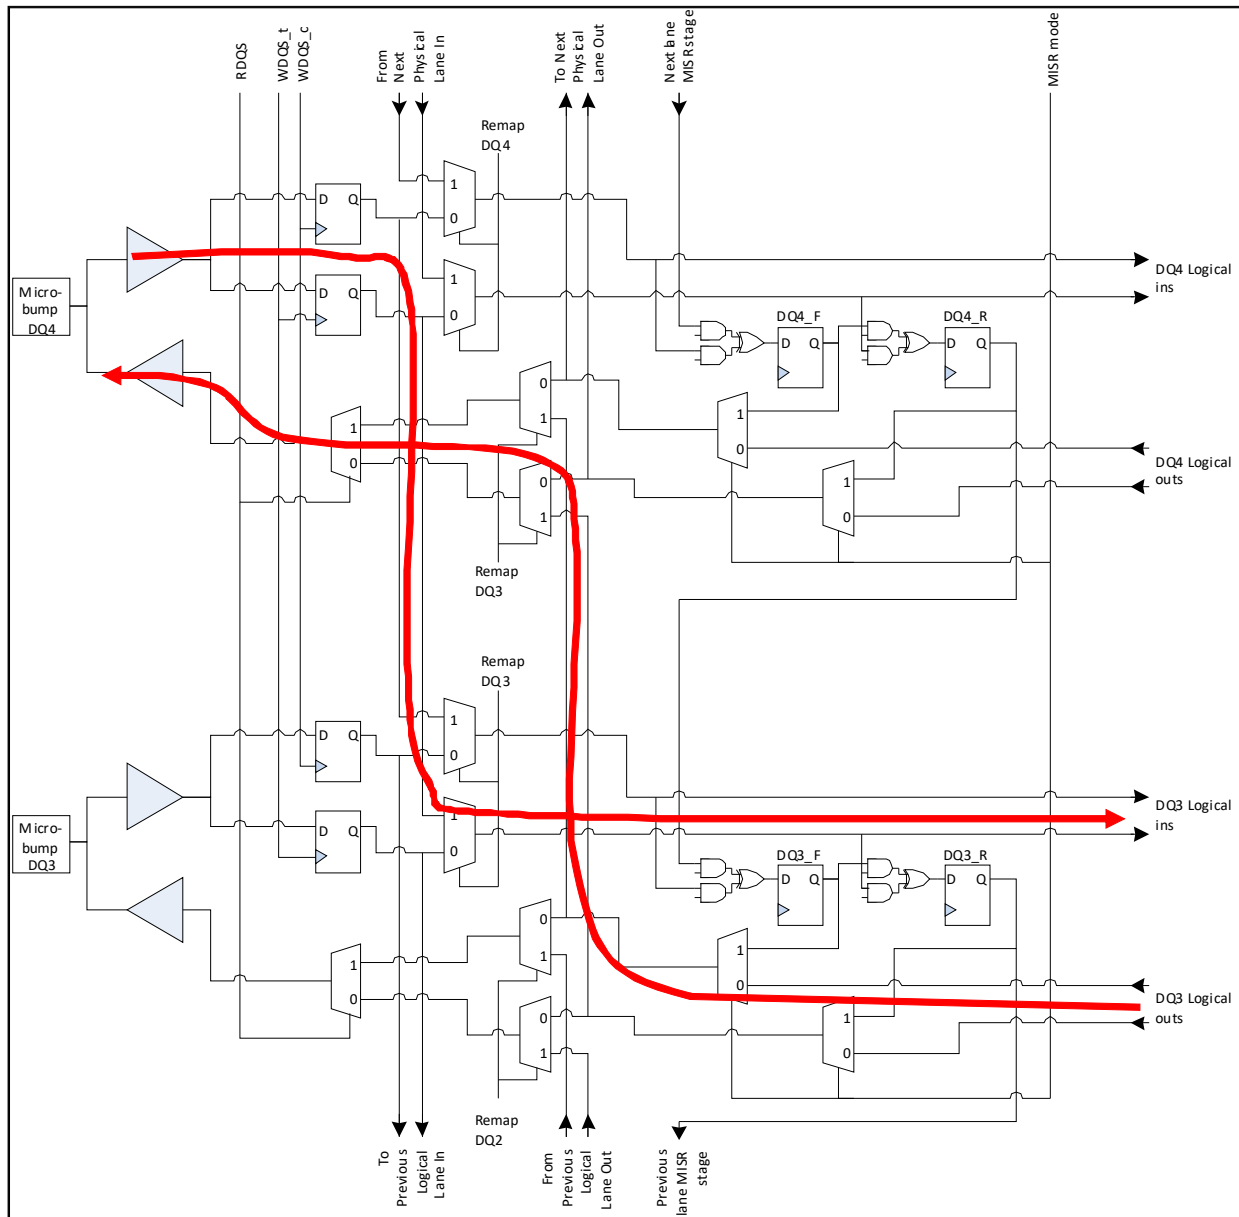 RDQS
WDQS_t
WDQS_c
From
Next
Physical
Lane In
To Next
Physical
Lane Out
Next lane
MISR stage
MISR mode
Remap
DQ4
D Q
1
0
D Q
1
0
Micro-
bump
DQ4
DQ4 Logical
ins
DQ4_F
D Q
DQ4_R
D Q
0
1
1
0
1
0
0
1
1
0
DQ4 Logical
outs
Remap
DQ3
Remap
DQ3
D Q
1
0
D Q
1
0
Micro-
bump
DQ3
DQ3 Logical
ins
DQ3_F
D Q
DQ3_R
D Q
0
1
1
0
1
0
0
1
1
0
DQ3 Logical
outs
Remap
DQ2
To
Previous
Logical
Lane In
From
Previous
Logical
Lane Out
Previous
lane MISR
stage